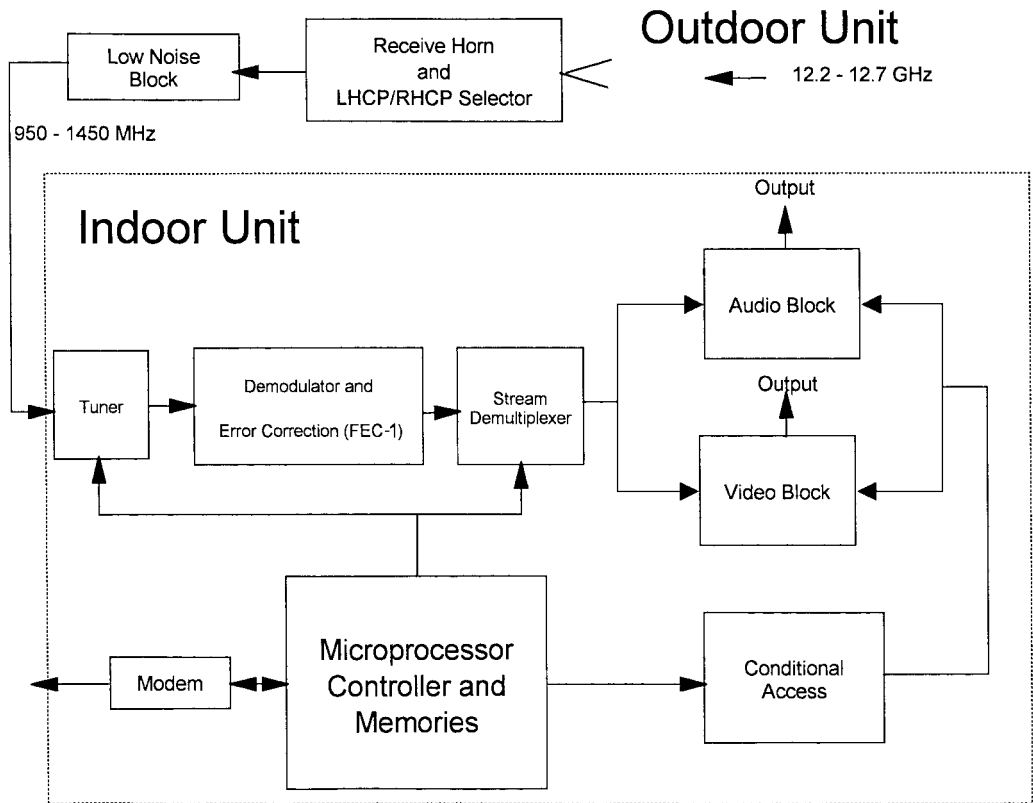 Outdoor Unit
12.2 - 12.7 GHz
Receive Horn
and
LHCP/RHCP Selector
Low Noise
Block
950 - 1450 MHz
Indoor Unit
Output
Audio Block
Output
Video Block
Tuner
Demodulator and
Error Correction (FEC-1)
Stream
Demultiplexer
Microprocessor
Controller and
Memories
Modem
Conditional
Access